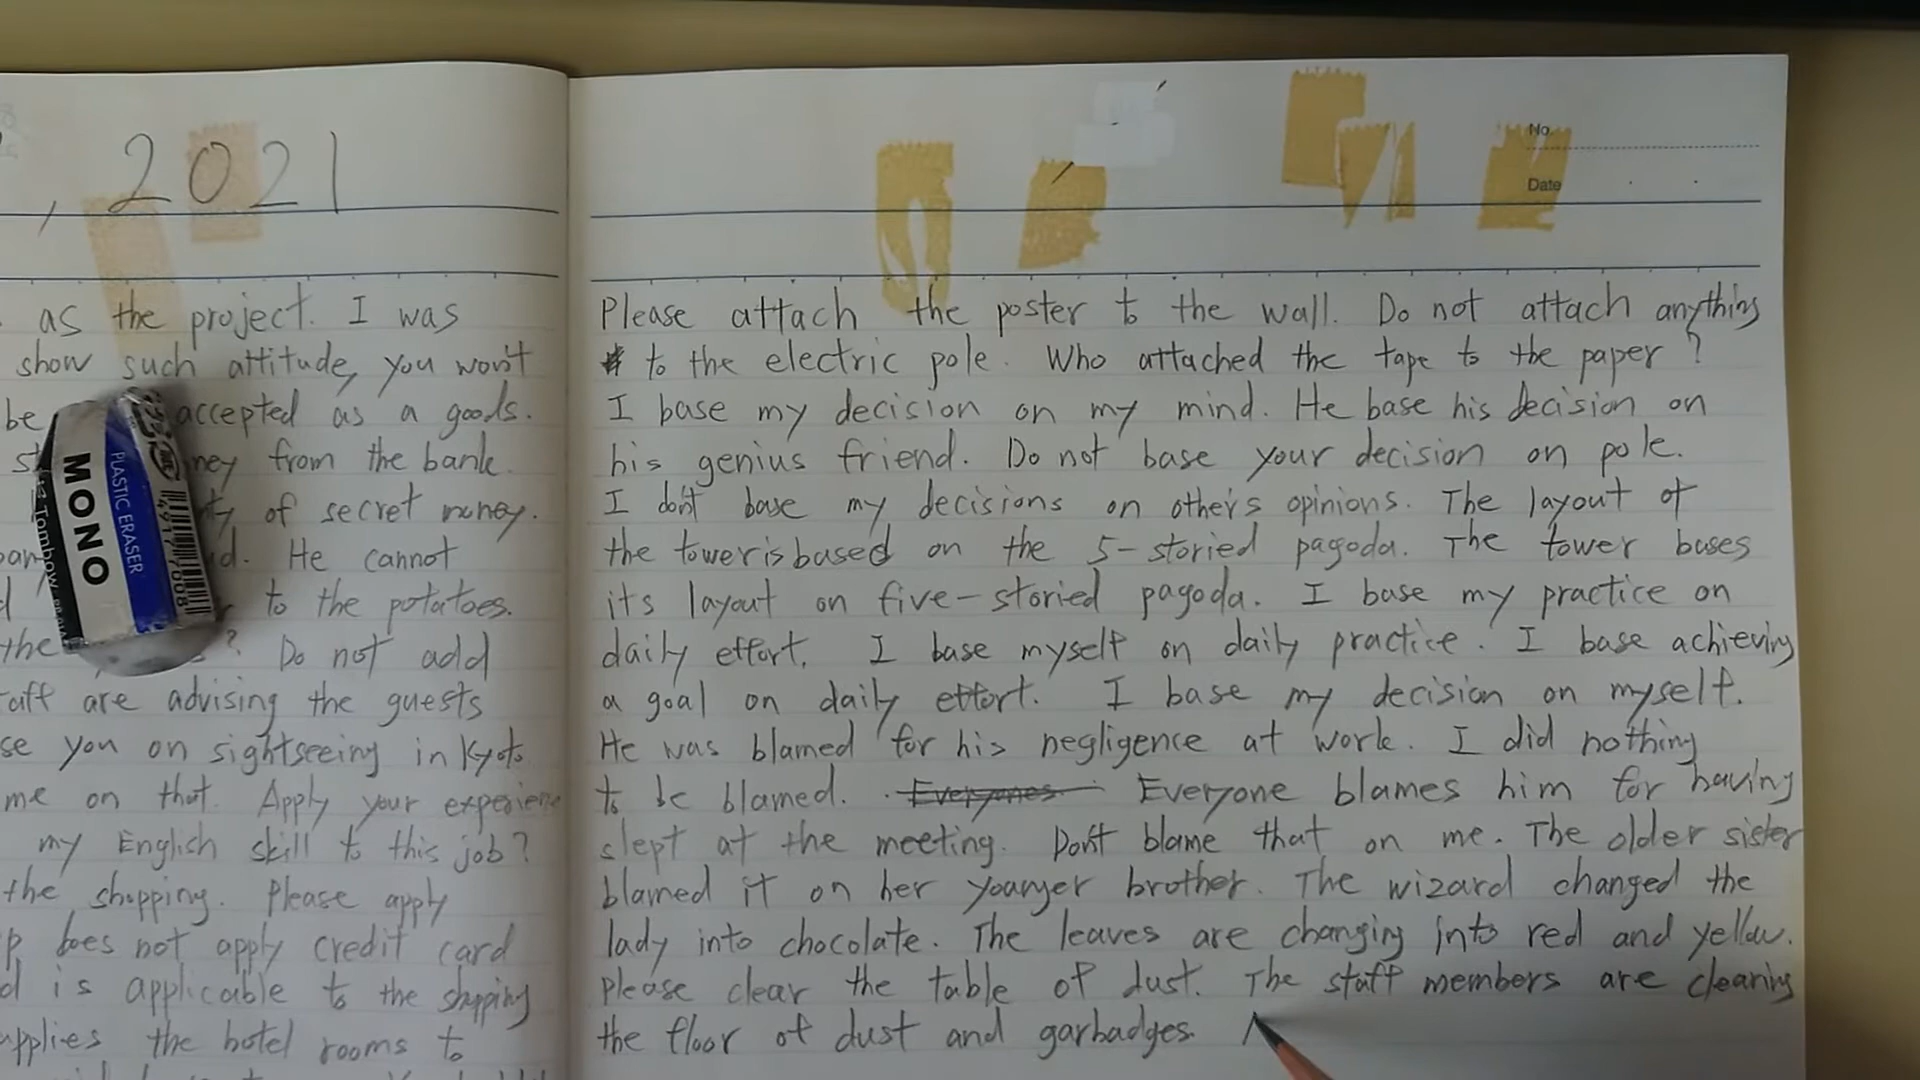 , 2021
as the project. I was
show such attitude, you won't
be accepted as a goods.
ney from the bank.
of secret money.
d. He cannot
to the potatoes.
the ? Do not add
aff are advising the guests
se you on sightseeing in Kyoto
me on that. Apply your experience
my English skill to this job?
the shopping. Please apply
p does not apply credit card
d is applicable to the shopping
applies the hotel rooms to
MONO
PLASTIC ERASER
Tombow
No.
Date
Please attach the poster to the wall. Do not attach anything
to the electric pole. Who attached the tape to the paper?
I base my decision on my mind. He base his decision on
his genius friend. Do not base your decision on pole.
I don't base my decisions on other's opinions. The layout of
the tower is based on the 5-storied pagoda. The tower bases
its layout on five-storied pagoda. I base my practice on
daily effort. I base myself on daily practice. I base achieving
a goal on daily effort. I base my decision on myself.
He was blamed for his negligence at work. I did nothing
to be blamed. Everyones Everyone blames him for having
slept at the meeting. Don't blame that on me. The older sister
blamed it on her younger brother. The wizard changed the
lady into chocolate. The leaves are changing into red and yellow.
Please clear the table of dust. The staff members are clearing
the floor of dust and garbadges.